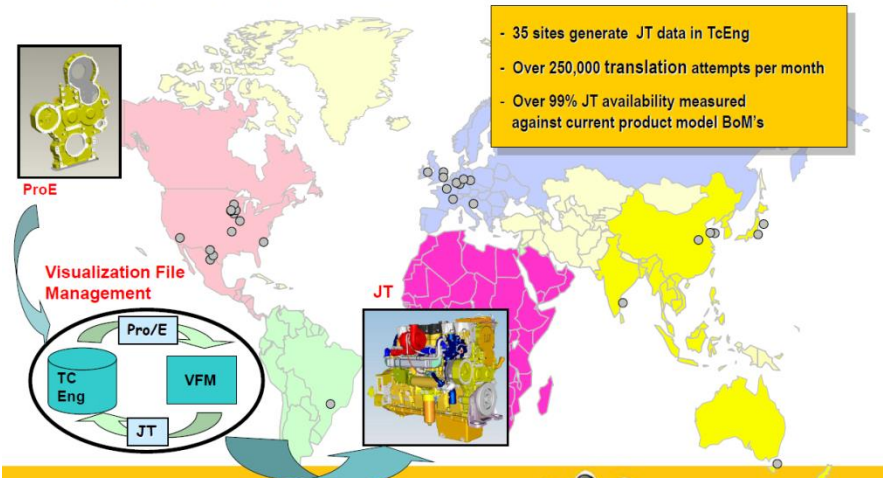 - 35 sites generate JT data in TcEng
- Over 250,000 translation attempts per month
- Over 99% JT availability measured
against current product model BoM's
ProE
Visualization File
Management
JT
Pro/E
TC
Eng
VFM
JT